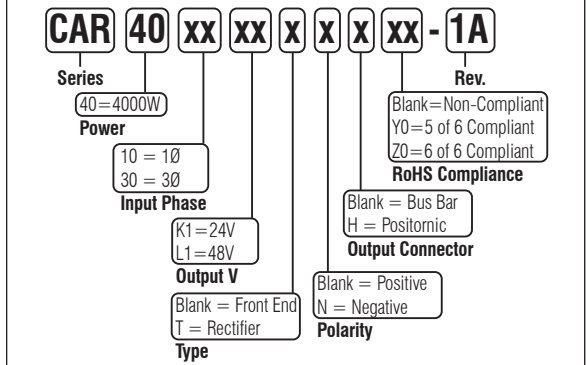 CAR 40 xx xx x x x xx - 1A
Series
Rev.
40=4000W
Power
Blank=Non-Compliant
Y0=5 of 6 Compliant
Z0=6 of 6 Compliant
RoHS Compliance
10 = 1Ø
30 = 3Ø
Input Phase
Blank = Bus Bar
H = Positornic
Output Connector
K1=24V
L1=48V
Output V
Blank = Positive
N = Negative
Polarity
Blank = Front End
T = Rectifier
Type